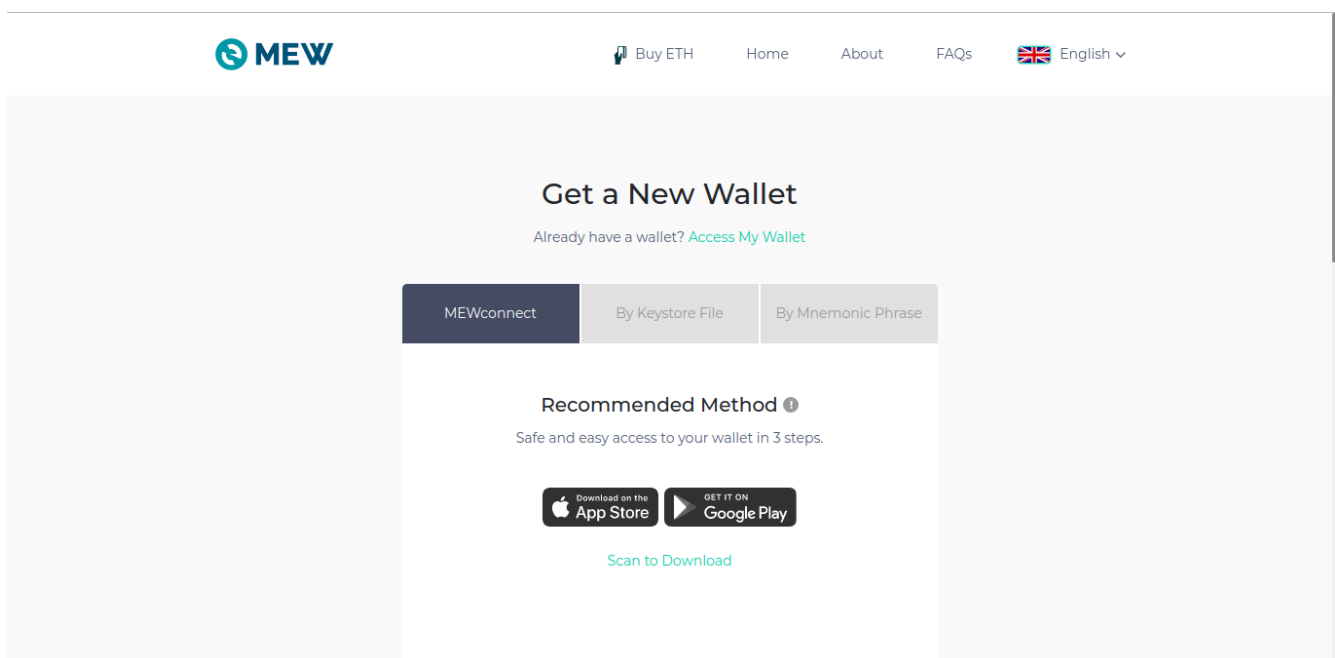 MEW
Buy ETH Home About FAQs English
Get a New Wallet
Already have a wallet? Access My Wallet
MEWconnect By Keystore File By Mnemonic Phrase
Recommended Method
Safe and easy access to your wallet in 3 steps.
Download on the App Store
GET IT ON Google Play
Scan to Download